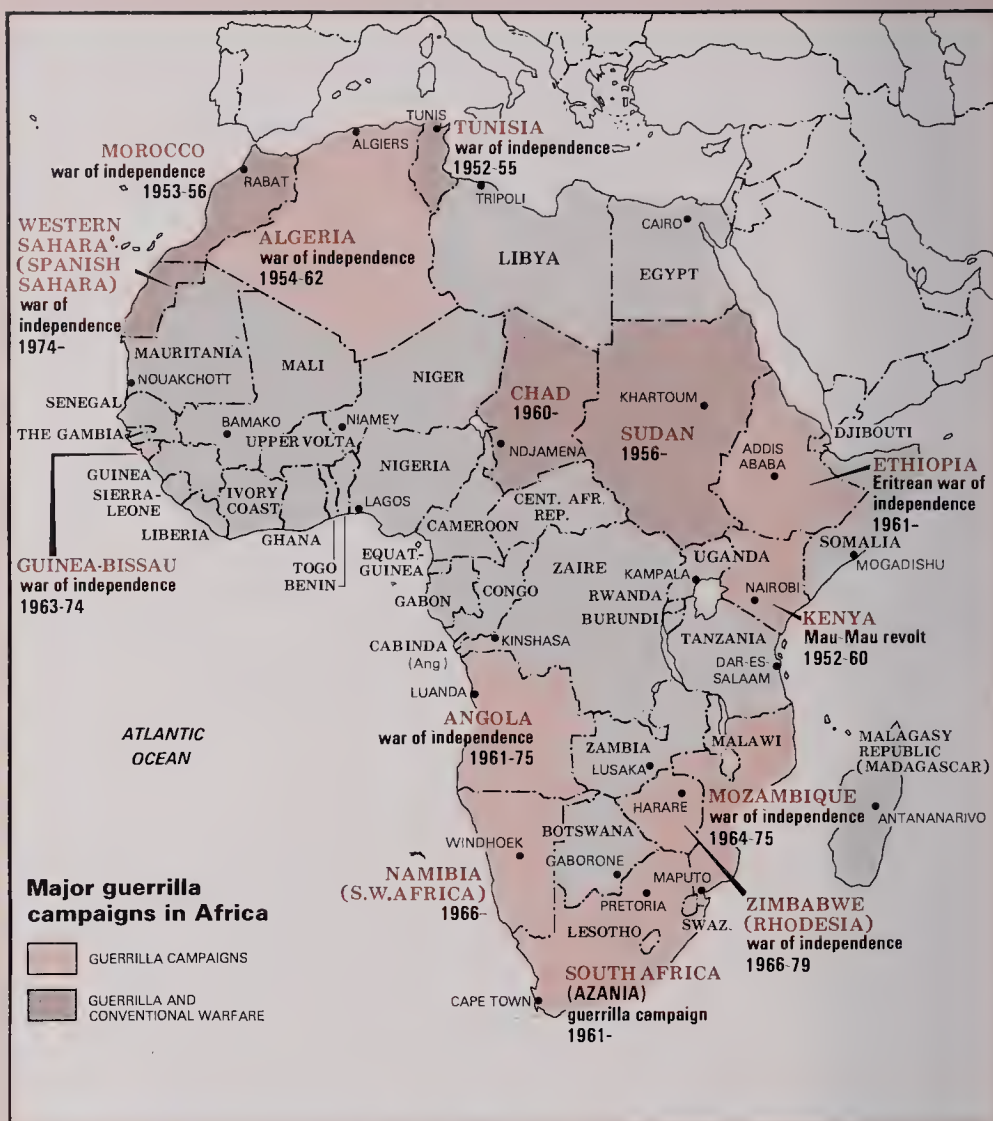 TUNIS
TUNISIA
war of independence
1952-55
ALGIERS
MOROCCO
war of independence
1953-56
RABAT
TRIPOLI
CAIRO
WESTERN
SAHARA
(SPANISH
SAHARA)
war of
independence
1974-
ALGERIA
war of independence
1954-62
LIBYA
EGYPT
MAURITANIA
NOUAKCHOTT
MALI
NIGER
CHAD
1960-
KHARTOUM
SUDAN
1956-
SENEGAL
THE GAMBIA
BAMAKO
NIAMEY
UPPER VOLTA
NDJAMENA
ADDIS
ABABA
DJIBOUTI
ETHIOPIA
Eritrean war of
independence
1961-
GUINEA
SIERRA-
LEONE
IVORY
COAST
NIGERIA
LAGOS
CENT. AFR.
REP.
LIBERIA
GHANA
CAMEROON
SOMALIA
MOGADISHU
GUINEA-BISSAU
war of independence
1963-74
TOGO
BENIN
EQUAT.-
GUINEA
GABON
CONGO
ZAIRE
UGANDA
KAMPALA
RWANDA
BURUNDI
NAIROBI
KENYA
Mau-Mau revolt
1952-60
CABINDA
(Ang)
KINSHASA
TANZANIA
DAR-ES-
SALAAM
LUANDA
ANGOLA
war of independence
1961-75
ATLANTIC
OCEAN
ZAMBIA
LUSAKA
MALAWI
MALAGASY
REPUBLIC
(MADAGASCAR)
ANTANANARIVO
HARARE
MOZAMBIQUE
war of independence
1964-75
WINDHOEK
BOTSWANA
GABORONE
NAMIBIA
(S.W.AFRICA)
1966-
MAPUTO
PRETORIA
SWAZ.
LESOTHO
ZIMBABWE
(RHODESIA)
war of independence
1966-79
SOUTH AFRICA
(AZANIA)
guerrilla campaign
1961-
CAPE TOWN
Major guerrilla
campaigns in Africa
GUERRILLA CAMPAIGNS
GUERRILLA AND
CONVENTIONAL WARFARE